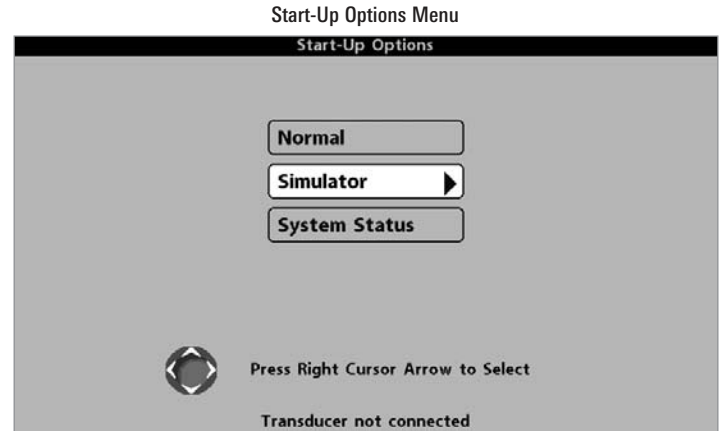 Start-Up Options Menu
Start-Up Options
Normal
Simulator
System Status
Press Right Cursor Arrow to Select
Transducer not connected